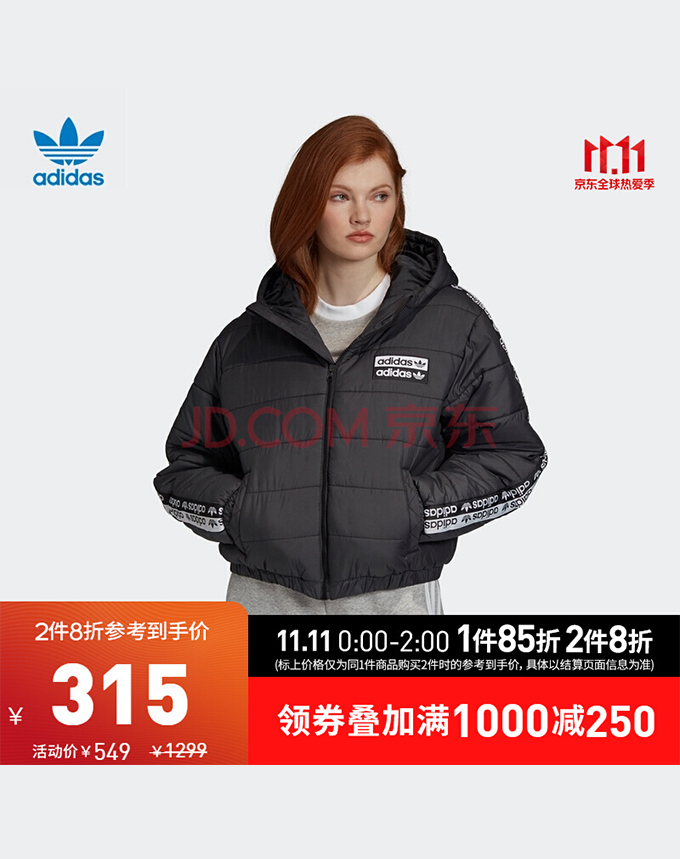 adidas
11.11
京东全球热爱季
adidas
adidas
JD.COM 京东
adidas adidas
adidas adidas
2件8折参考到手价
¥ 315
活动价¥549 ¥1299
11.11 0:00-2:00 1件85折 2件8折
(标上价格仅为同1件商品购买2件时的参考到手价, 具体以结算页面信息为准)
领券叠加满1000减250